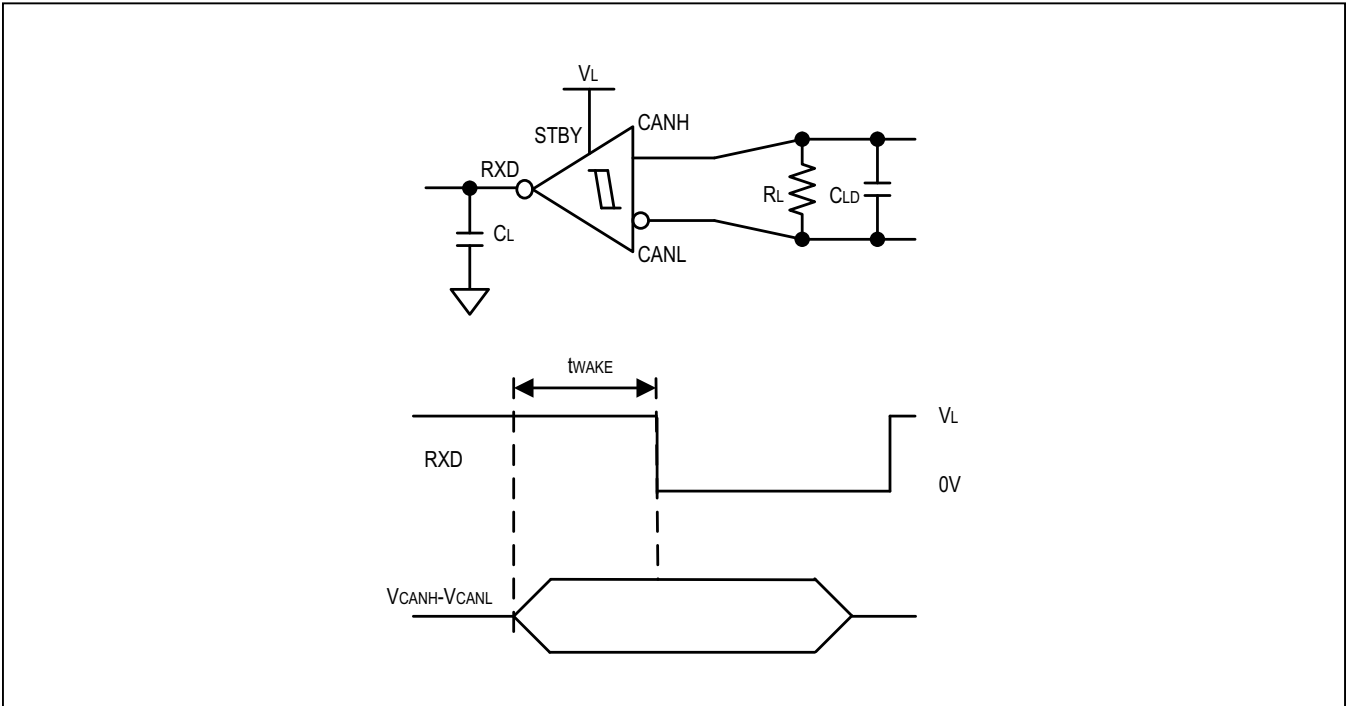 VL
STBY
CANH
RXD
RL
CLD
CL
CANL
tWAKE
VL
RXD
0V
VCANH-VCANL